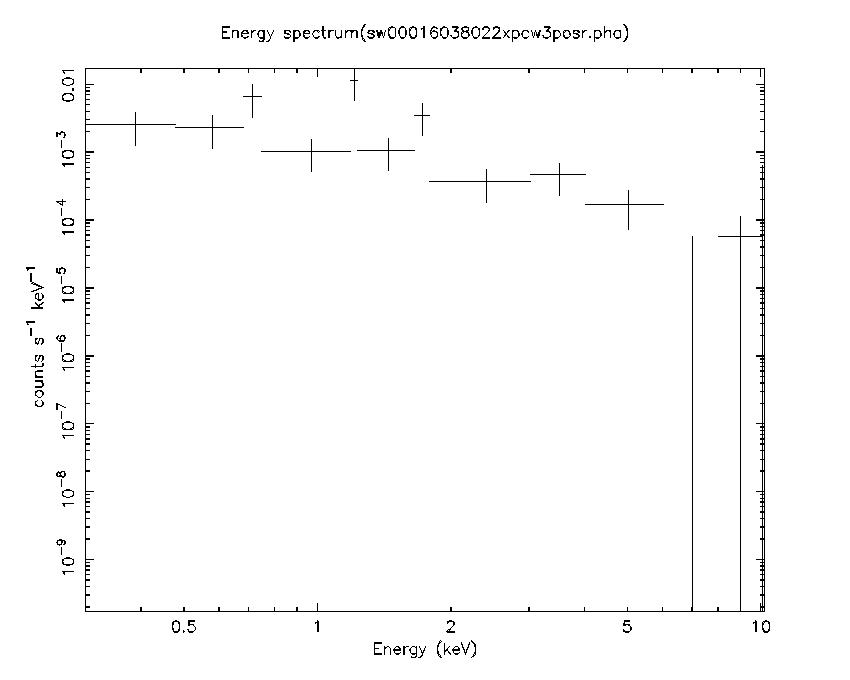 Energy spectrum(sw00016038022xpcw3posr.pha)
counts s⁻¹ keV⁻¹
0.01
10⁻³
10⁻⁴
10⁻⁵
10⁻⁶
10⁻⁷
10⁻⁸
10⁻⁹
0.5 1 2 5 10
Energy (keV)